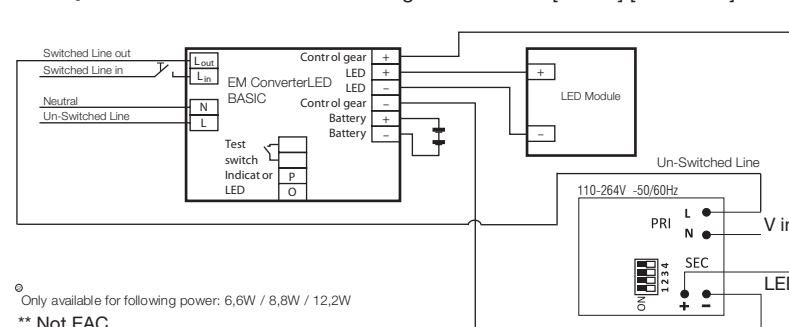 Switched Line out
Switched Line in
Neutral
Un-Switched Line
Lout
Lin
N
L
EM ConverterLED
BASIC
Test
switch
Indicator
LED
P
O
Control gear +
LED +
LED –
Control gear –
Battery +
Battery –
+
LED Module
–
Un-Switched Line
110-264V -50/60Hz
PRI
L
N
V in
SEC
ON
1 2 3 4
+ –
LED
Only available for following power: 6,6W / 8,8W / 12,2W
** Not EAC